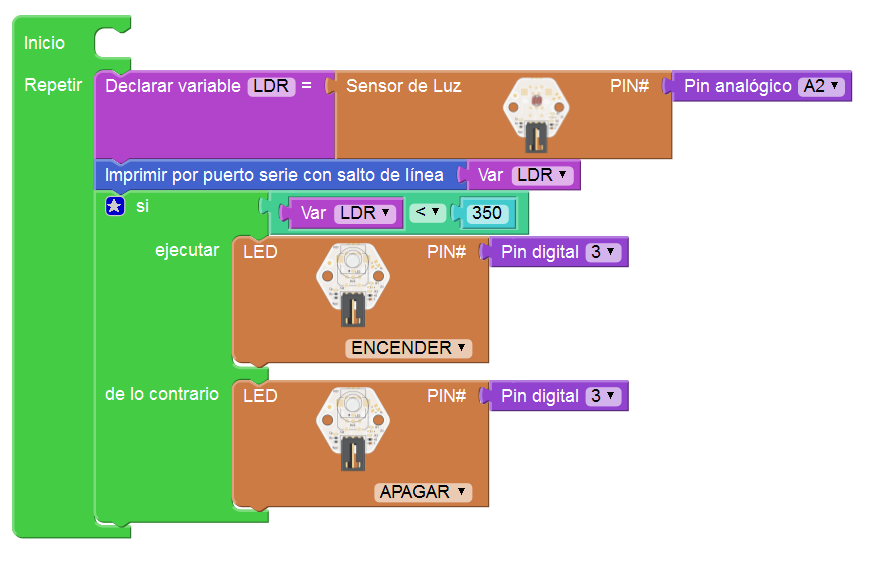 Inicio
Repetir Declarar variable LDR = Sensor de Luz PIN# Pin analógico A2
Imprimir por puerto serie con salto de línea Var LDR
si Var LDR < 350
ejecutar LED PIN# Pin digital 3
ENCENDER
de lo contrario LED PIN# Pin digital 3
APAGAR